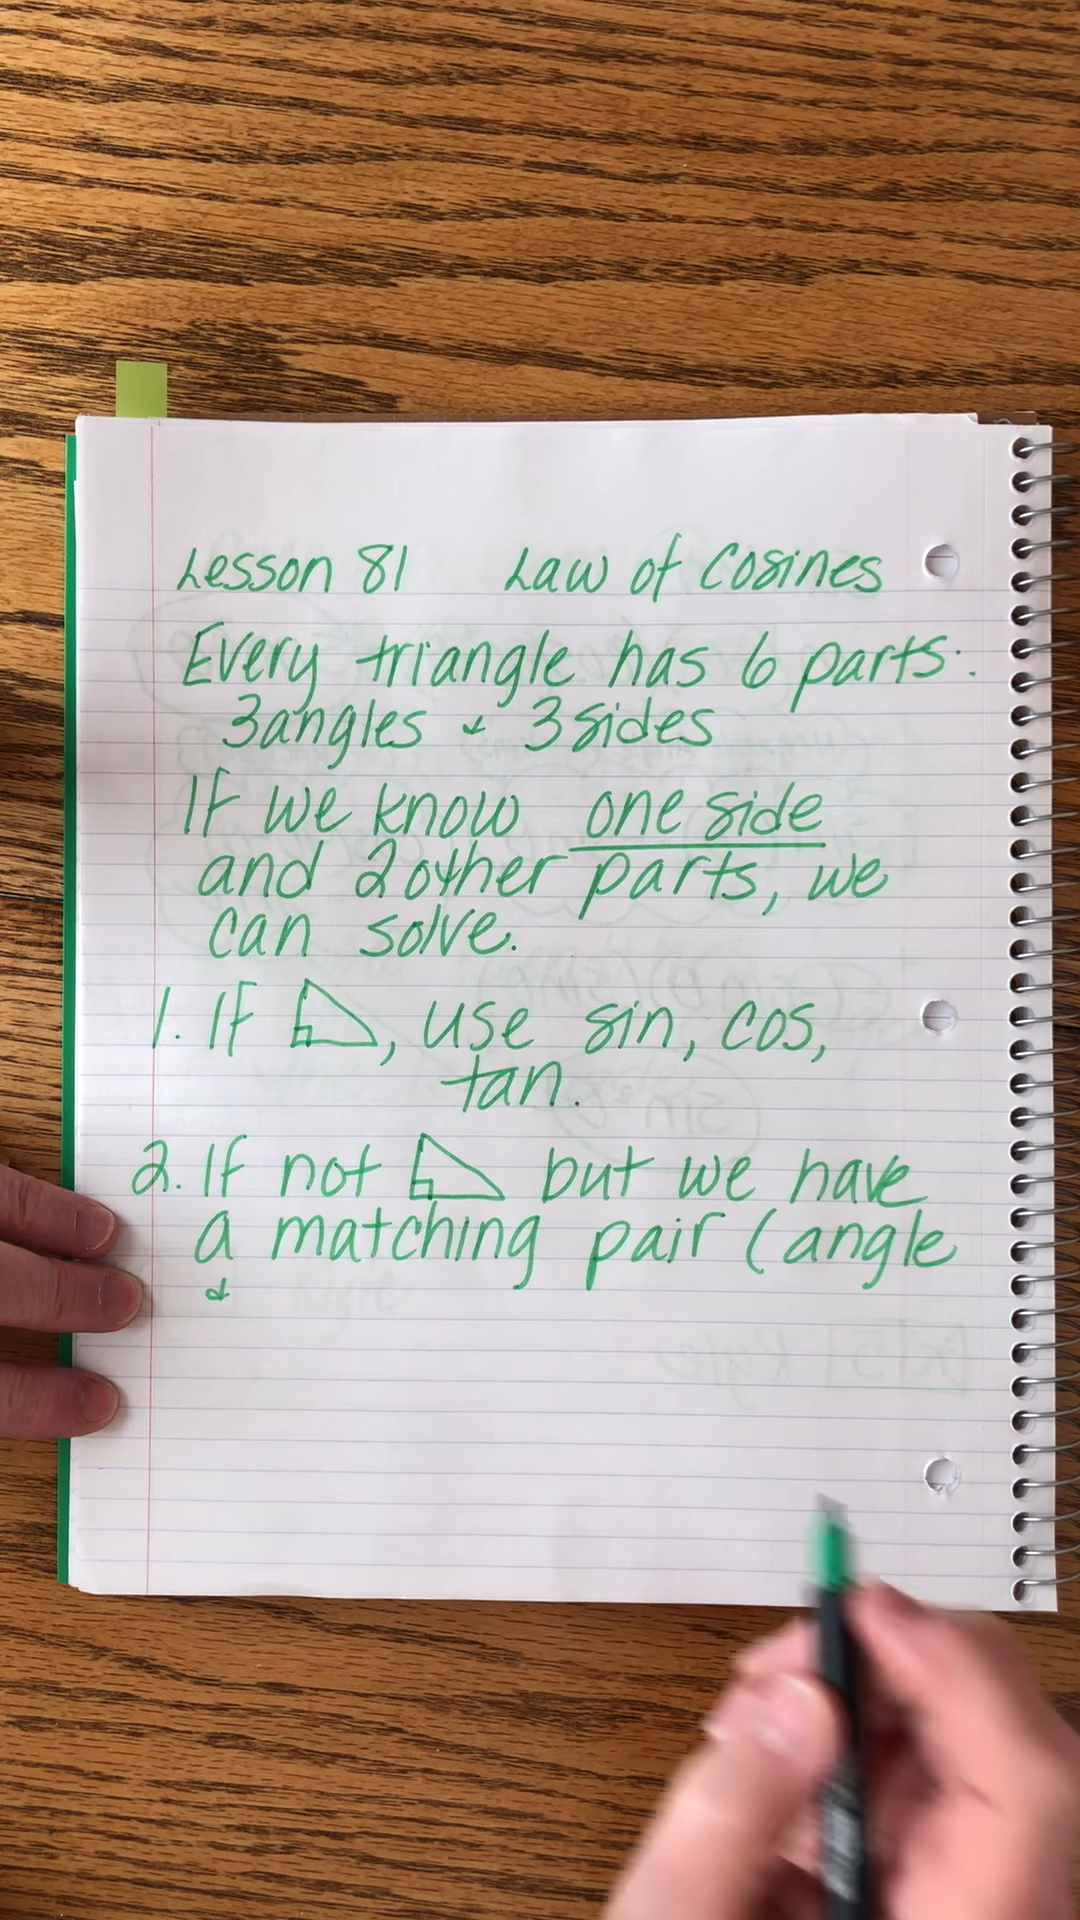 Lesson 81 Law of Cosines
Every triangle has 6 parts:
3 angles & 3 sides
If we know one side
and 2 other parts, we
can solve.
1. If , use sin, cos,
tan.
2. If not but we have
a matching pair (angle
&